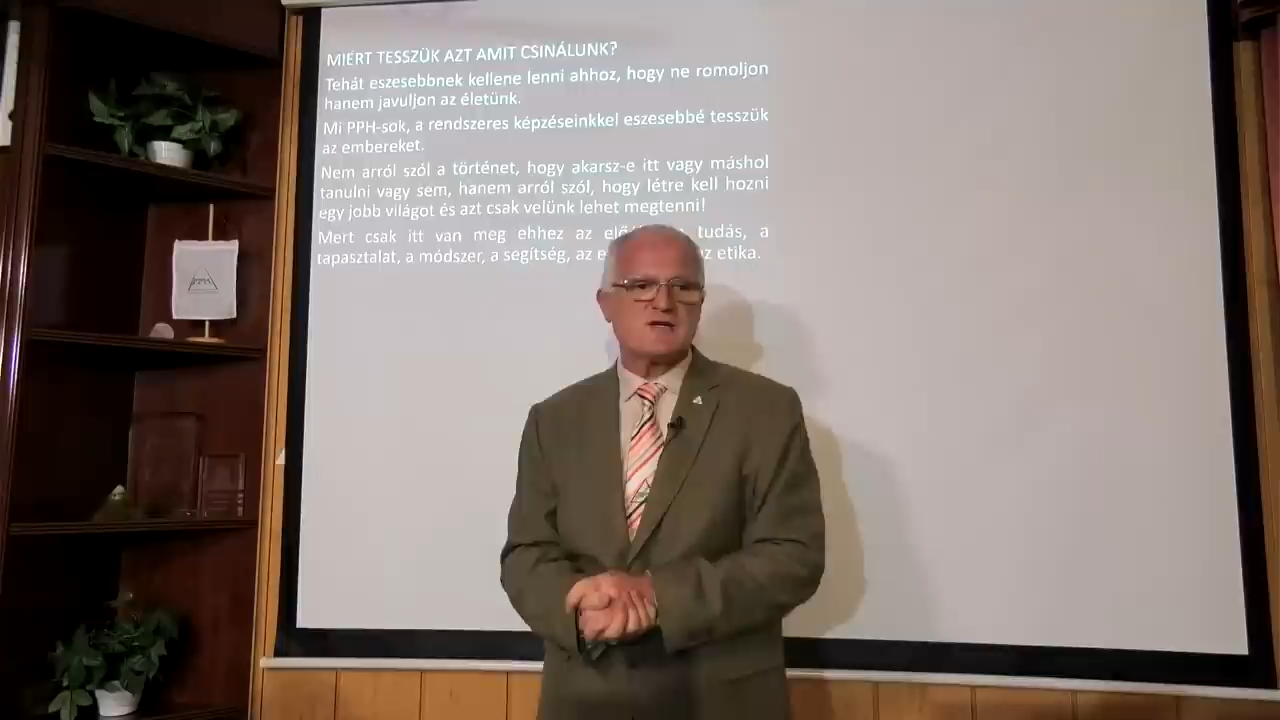 MIÉRT TESSZÜK AZT AMIT CSINÁLUNK?
Tehát eszesebbnek kellene lenni ahhoz, hogy ne romoljon
hanem javuljon az életünk.
Mi PPH-sok, a rendszeres képzéseinkkel eszesebbé tesszük
az embereket.
Nem arról szól a történet, hogy akarsz-e itt vagy máshol
tanulni vagy sem, hanem arról szól, hogy létre kell hozni
egy jobb világot és azt csak velünk lehet megtenni!
Mert csak itt van meg ehhez az tudás, a
tapasztalat, a módszer, a segítség, az etika.